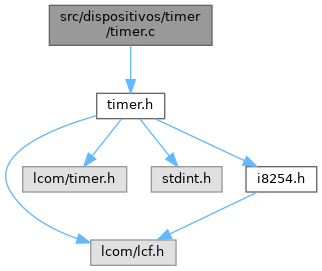 src/dispositivos/timer
/timer.c
timer.h
lcom/timer.h
stdint.h
i8254.h
lcom/lcf.h